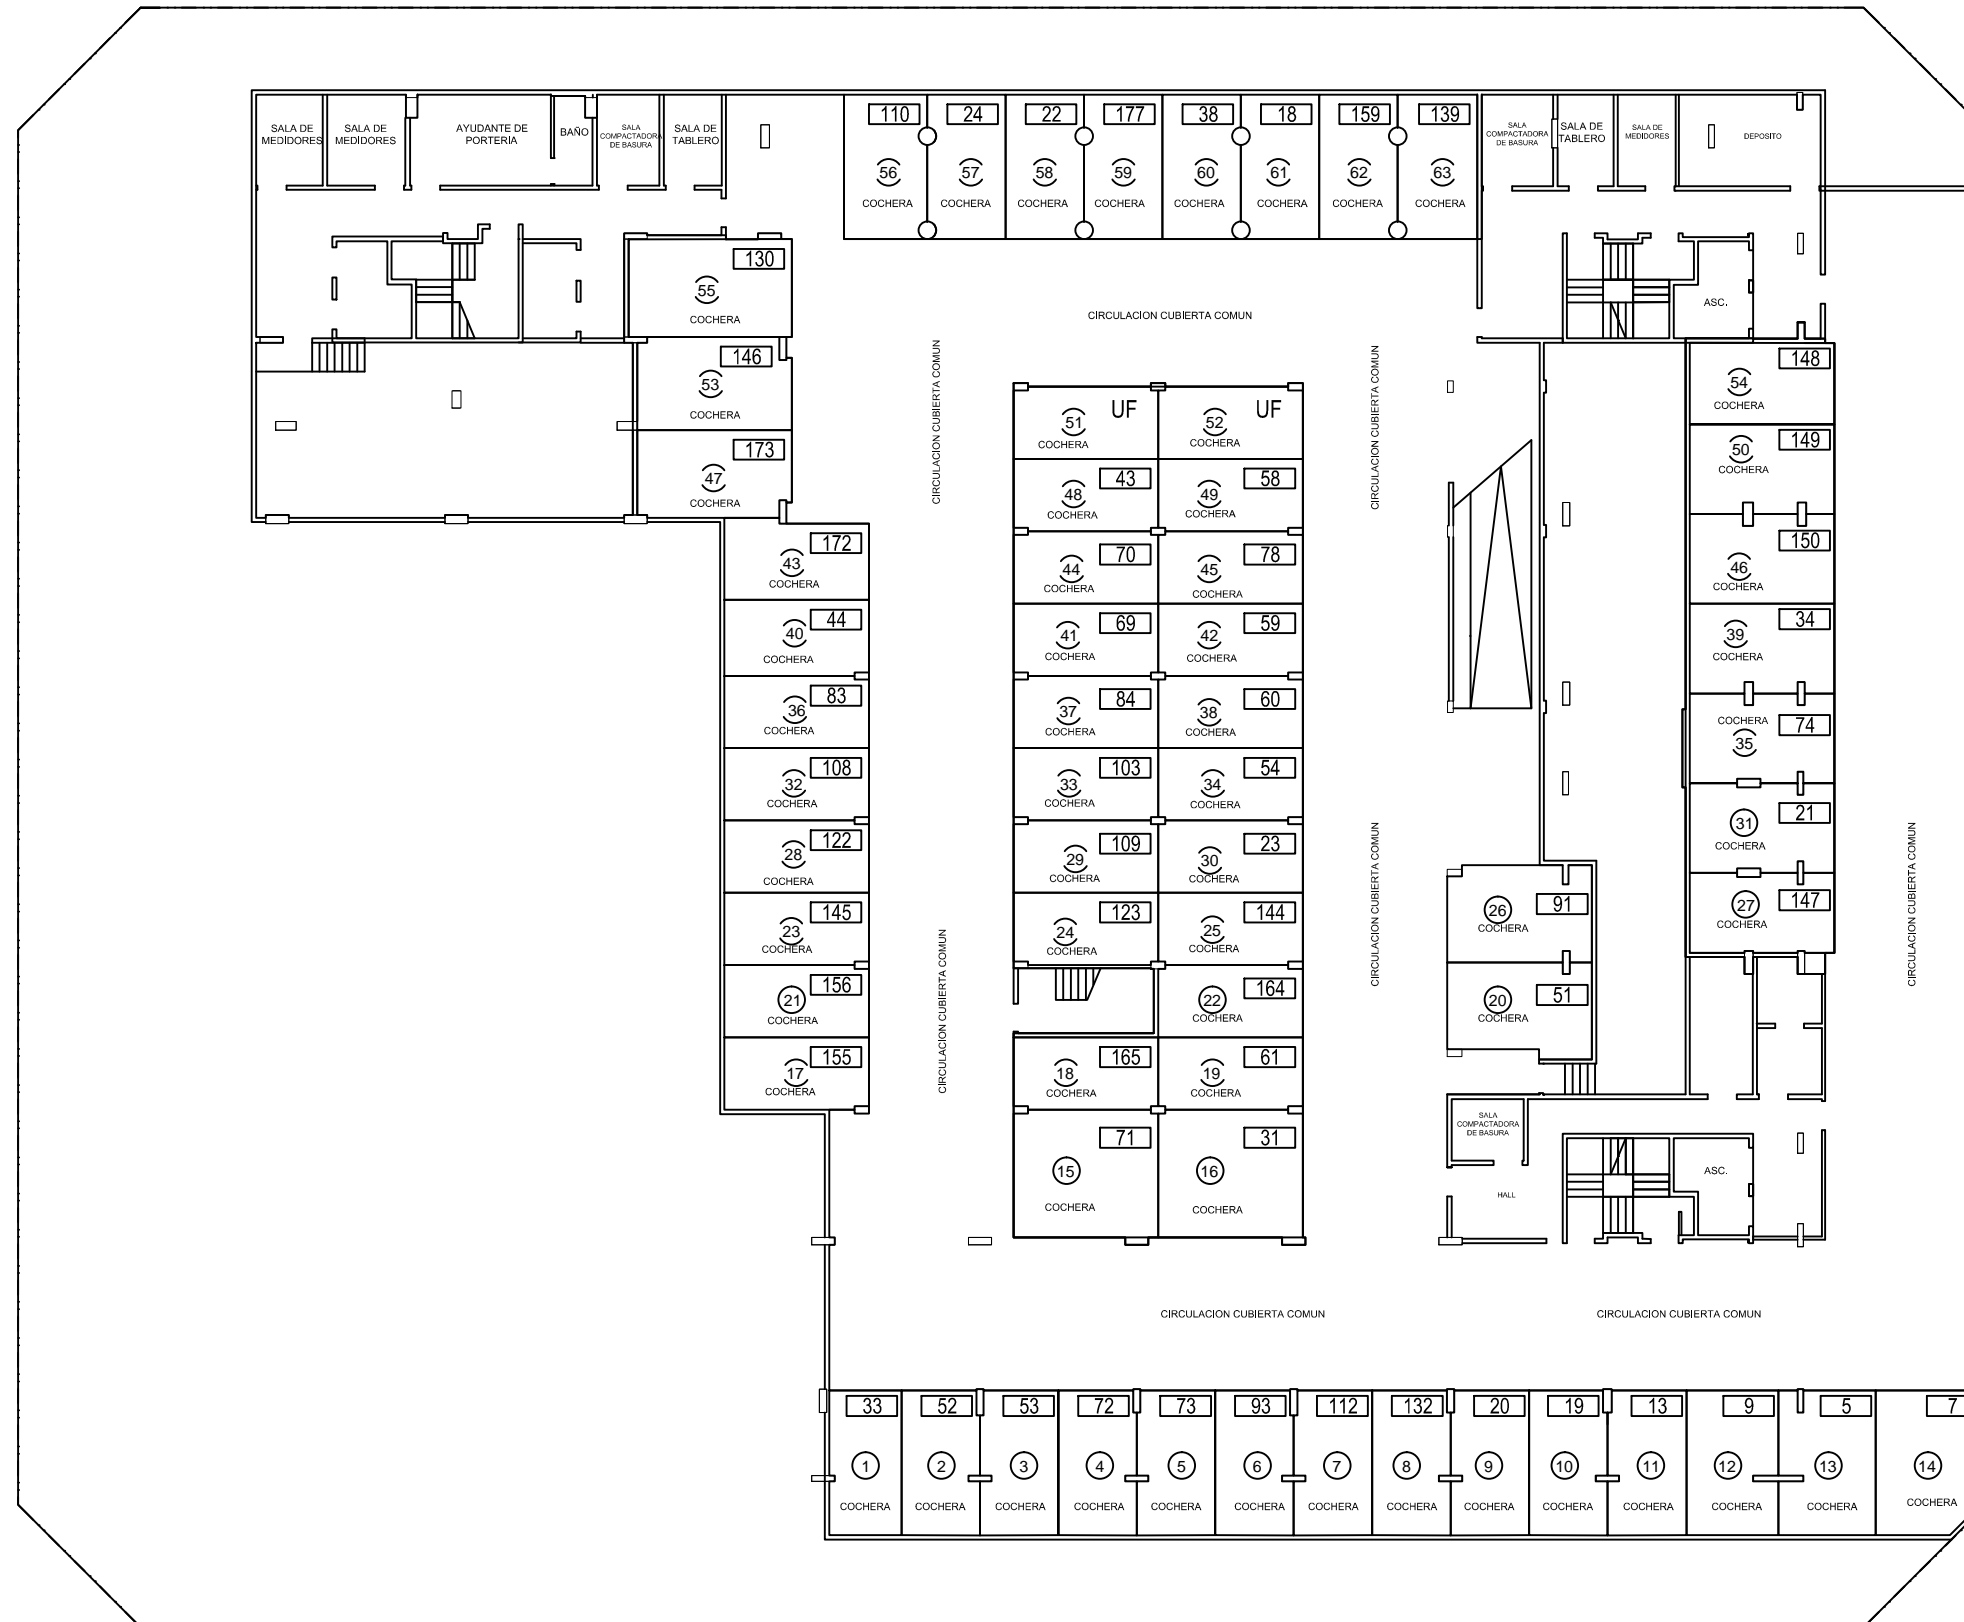 SALA DE
MEDIDORES
SALA DE
MEDIDORES
AYUDANTE DE
PORTERIA
BAÑO
SALA
COMPACTADORA
DE BASURA
SALA DE
TABLERO
110
56
COCHERA
24
57
COCHERA
22
58
COCHERA
177
59
COCHERA
38
60
COCHERA
18
61
COCHERA
159
62
COCHERA
139
63
COCHERA
SALA
COMPACTADORA
DE BASURA
SALA DE
TABLERO
SALA DE
MEDIDORES
DEPOSITO
130
55
COCHERA
CIRCULACION CUBIERTA COMUN
ASC.
146
53
COCHERA
173
47
COCHERA
CIRCULACION CUBIERTA COMUN
UF
51
COCHERA
UF
52
COCHERA
CIRCULACION CUBIERTA COMUN
148
54
COCHERA
149
50
COCHERA
43
48
COCHERA
58
49
COCHERA
172
43
COCHERA
70
44
COCHERA
78
45
COCHERA
150
46
COCHERA
44
40
COCHERA
69
41
COCHERA
59
42
COCHERA
34
39
COCHERA
83
36
COCHERA
84
37
COCHERA
60
38
COCHERA
COCHERA
74
35
108
32
COCHERA
103
33
COCHERA
54
34
COCHERA
21
31
COCHERA
122
28
COCHERA
109
29
COCHERA
23
30
COCHERA
CIRCULACION CUBIERTA COMUN
CIRCULACION CUBIERTA COMUN
91
26
COCHERA
147
27
COCHERA
145
23
COCHERA
123
24
COCHERA
144
25
COCHERA
CIRCULACION CUBIERTA COMUN
156
21
COCHERA
164
22
COCHERA
51
20
COCHERA
155
17
COCHERA
165
18
COCHERA
61
19
COCHERA
SALA
COMPACTADORA
DE BASURA
71
15
COCHERA
31
16
COCHERA
HALL
ASC.
CIRCULACION CUBIERTA COMUN
CIRCULACION CUBIERTA COMUN
33
1
COCHERA
52
2
COCHERA
53
3
COCHERA
72
4
COCHERA
73
5
COCHERA
93
6
COCHERA
112
7
COCHERA
132
8
COCHERA
20
9
COCHERA
19
10
COCHERA
13
11
COCHERA
9
12
COCHERA
5
13
COCHERA
7
14
COCHERA